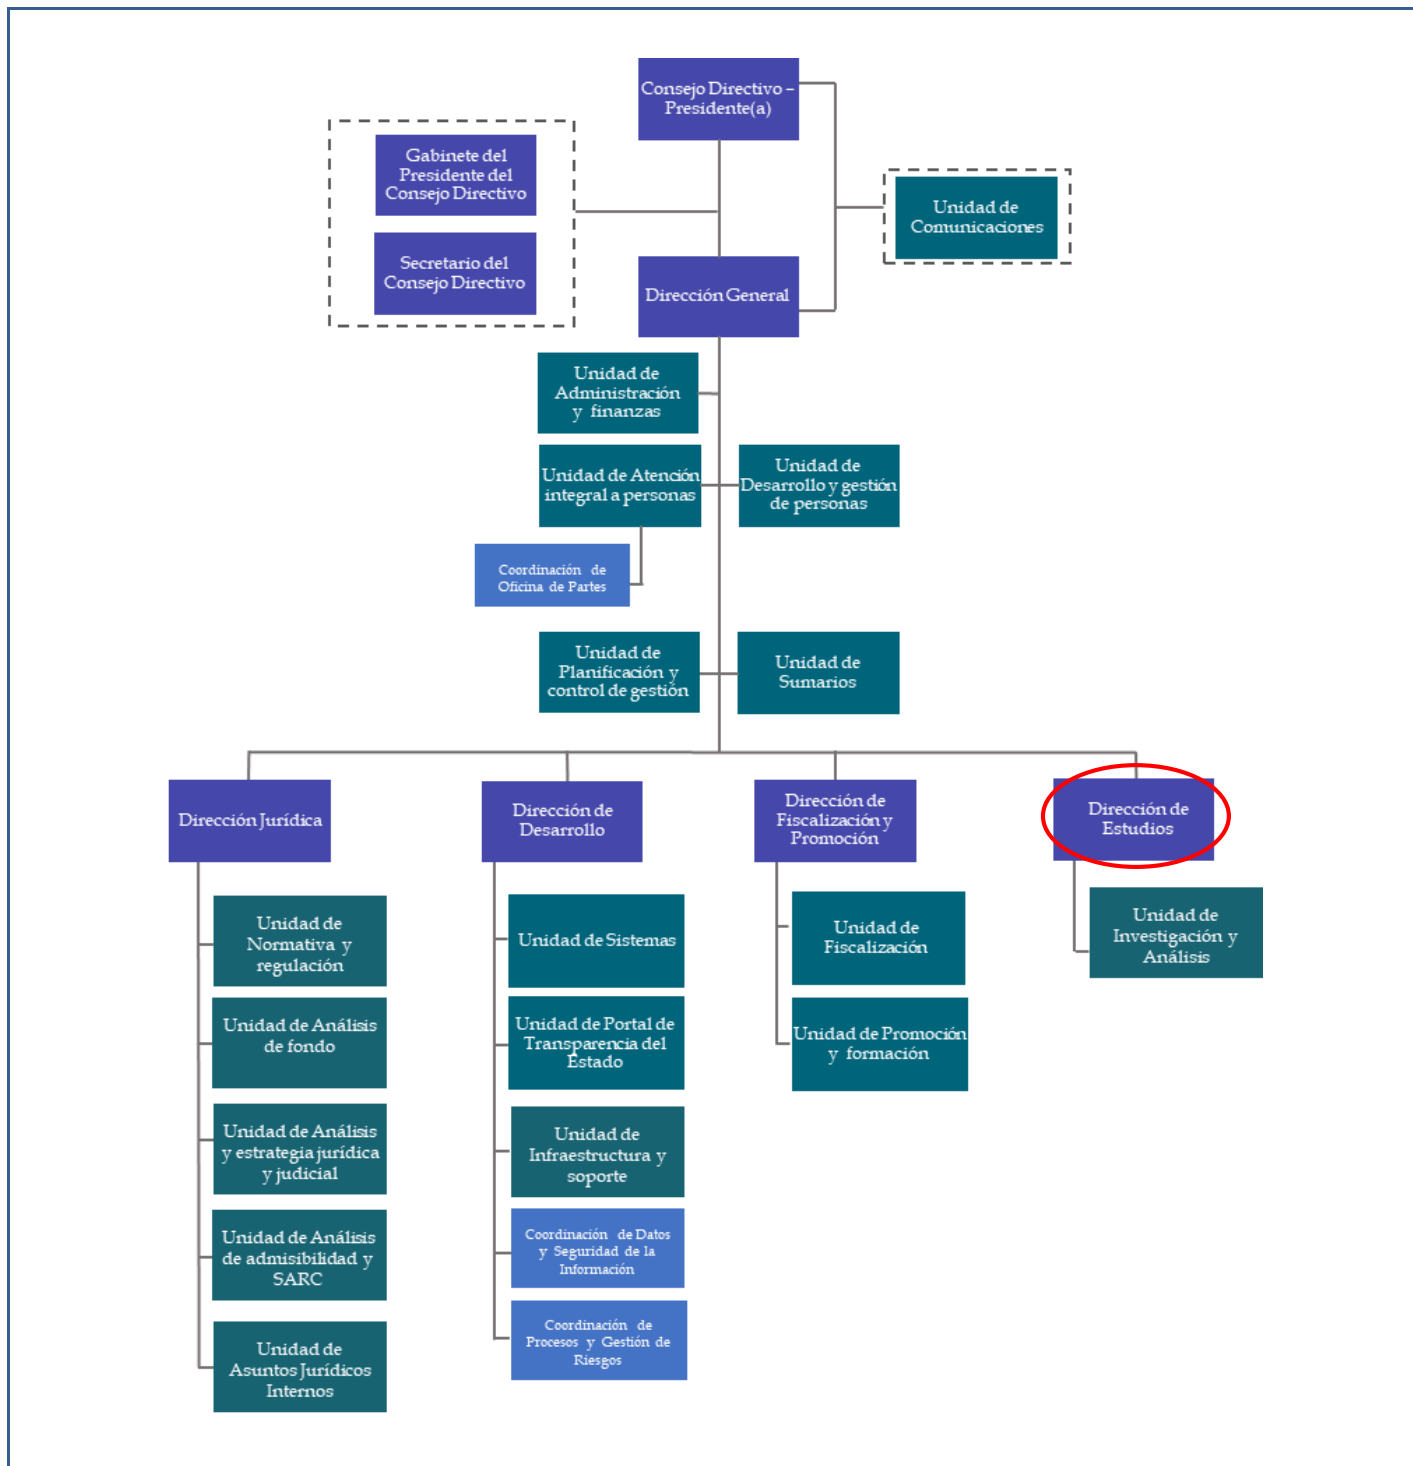 Consejo Directivo –
Presidente(a)
Gabinete del
Presidente del
Consejo Directivo
Secretario del
Consejo Directivo
Unidad de
Comunicaciones
Dirección General
Unidad de
Administración
y finanzas
Unidad de Atención
integral a personas
Unidad de
Desarrollo y gestión
de personas
Coordinación de
Oficina de Partes
Unidad de
Planificación y
control de gestión
Unidad de
Sumarios
Dirección Jurídica
Dirección de
Desarrollo
Dirección de
Fiscalización y
Promoción
Dirección de
Estudios
Unidad de
Normativa y
regulación
Unidad de Análisis
de fondo
Unidad de Análisis
y estrategia jurídica
y judicial
Unidad de Análisis
de admisibilidad y
SARC
Unidad de
Asuntos Jurídicos
Internos
Unidad de Sistemas
Unidad de Portal de
Transparencia del
Estado
Unidad de
Infraestructura y
soporte
Coordinación de Datos
y Seguridad de la
Información
Coordinación de
Procesos y Gestión de
Riesgos
Unidad de
Fiscalización
Unidad de Promoción
y formación
Unidad de
Investigación y
Análisis